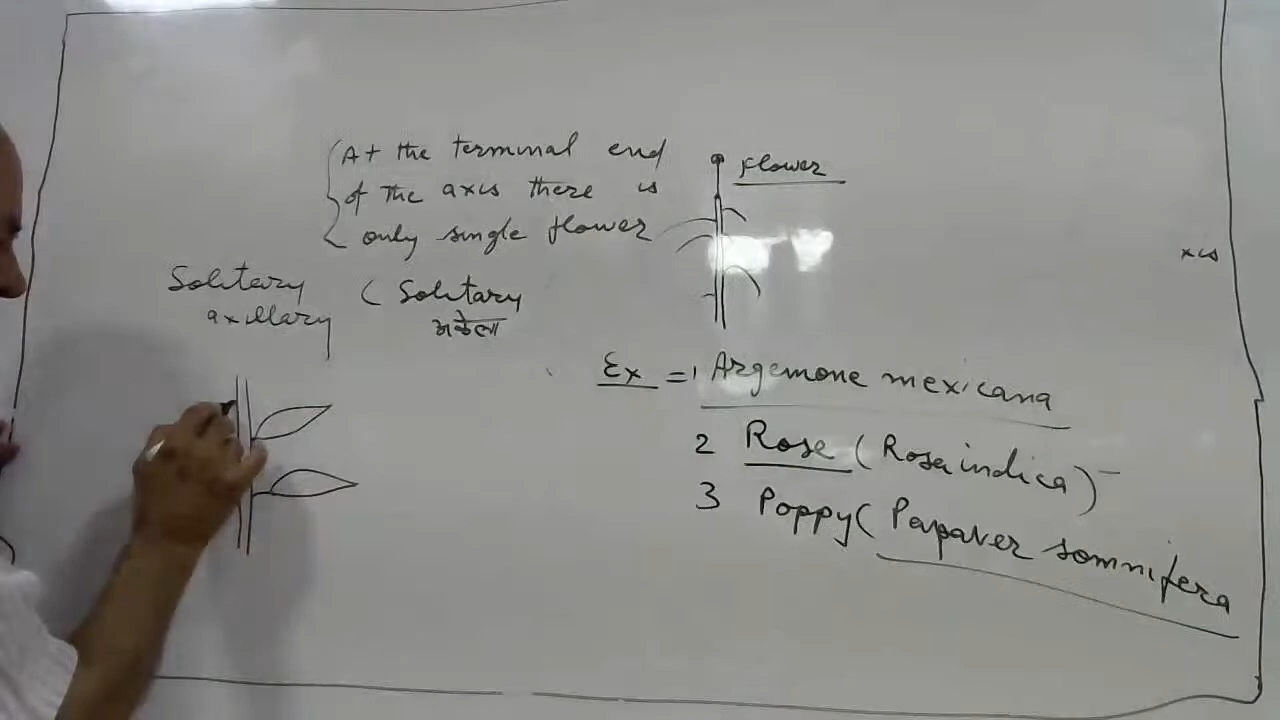 At the terminal end
of the axis there is
only single flower
Flower
xis
Solitary
axillary
( Solitary
अकेला
Ex = 1 Argemone mexicana
2 Rose ( Rosa indica )
3 Poppy ( Papaver somnifera